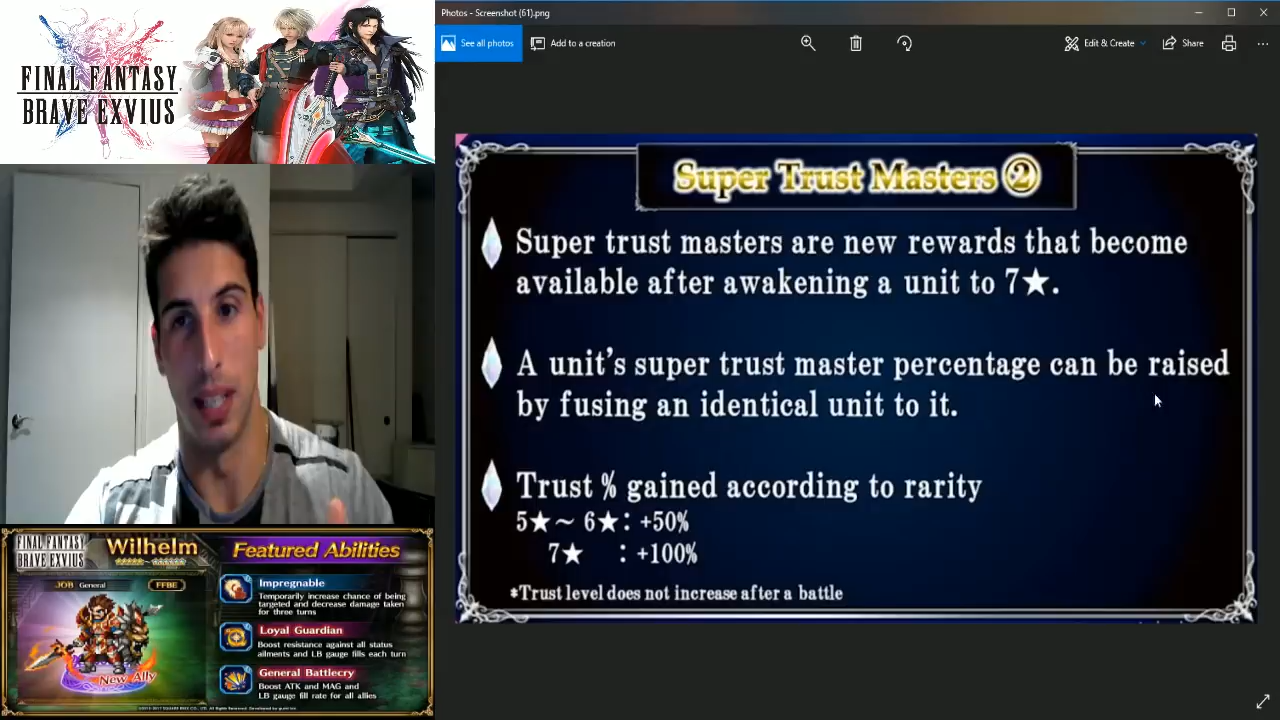 FINAL FANTASY
BRAVE EXVIUS
Photos - Screenshot (61).png
See all photos
Add to a creation
Edit & Create
Share
Super Trust Masters ②
Super trust masters are new rewards that become
available after awakening a unit to 7★.
A unit's super trust master percentage can be raised
by fusing an identical unit to it.
Trust % gained according to rarity
5★~ 6★: +50%
7★ : +100%
*Trust level does not increase after a battle
FINAL FANTASY
BRAVE EXVIUS
Wilhelm
JOB General
FFBE
New Ally
Featured Abilities
Impregnable
Temporarily increase chance of being
targeted and decrease damage taken
for three turns
Loyal Guardian
Boost resistance against all status
ailments and LB gauge fills each turn
General Battlecry
Boost ATK and MAG and
LB gauge fill rate for all allies